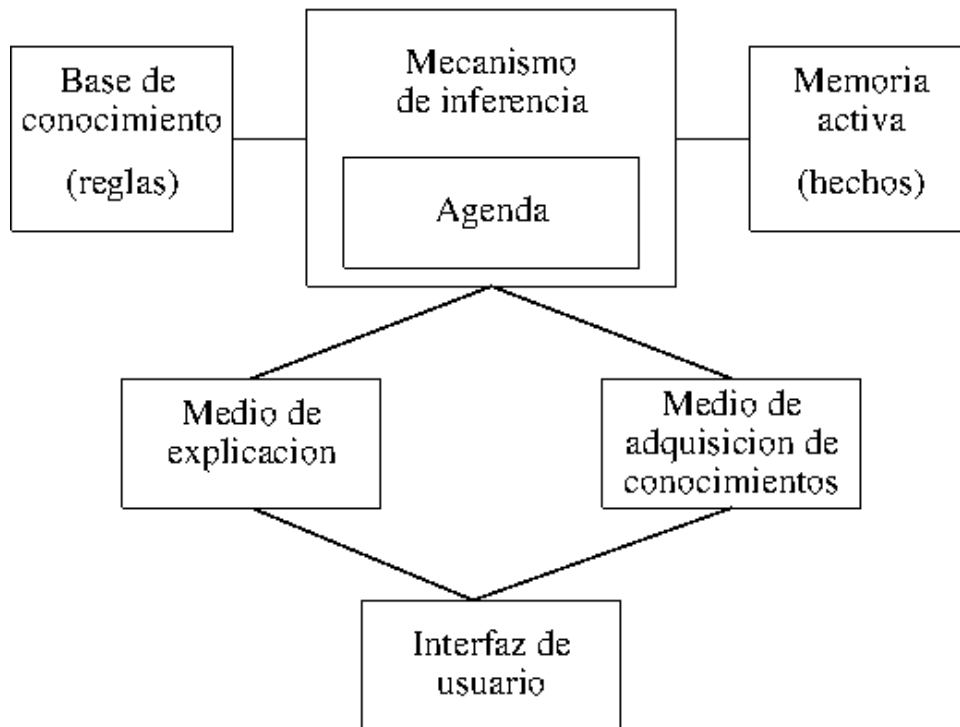 Base de
conocimiento
(reglas)
Mecanismo
de inferencia
Agenda
Memoria
activa
(hechos)
Medio de
explicacion
Medio de
adquisicion de
conocimientos
Interfaz de
usuario